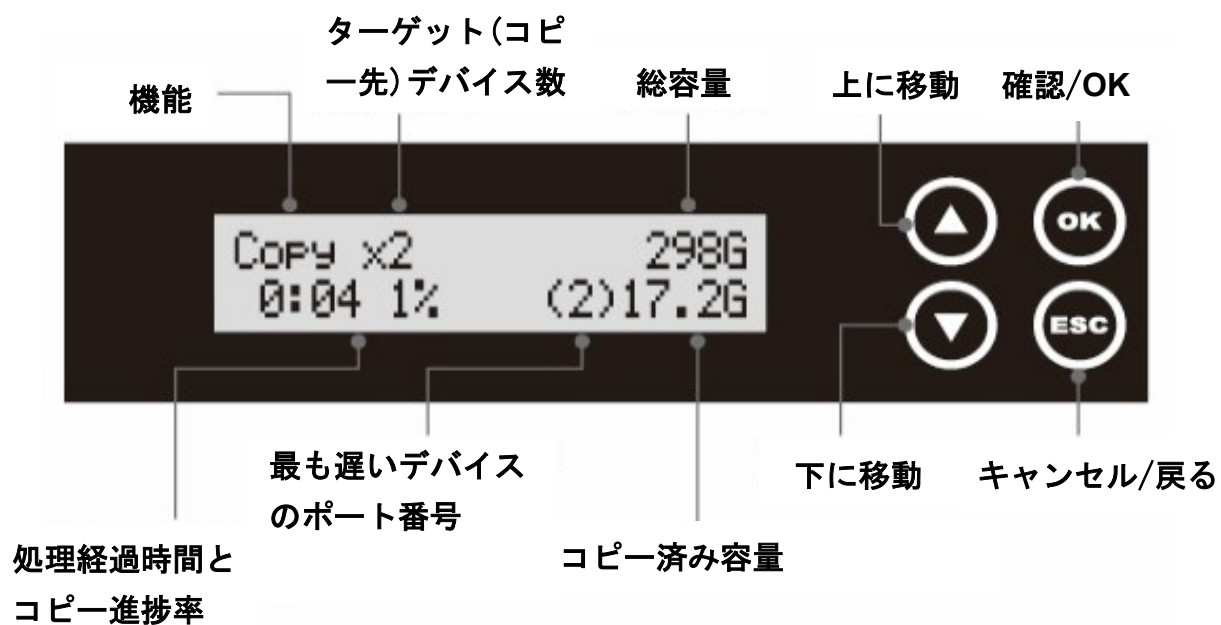 ターゲット(コピ
ー先)デバイス数
機能
総容量
上に移動
確認/OK
Copy x2 298G
0:04 1% (2)17.2G
OK
ESC
最も遅いデバイス
のポート番号
下に移動
キャンセル/戻る
処理経過時間と
コピー進捗率
コピー済み容量